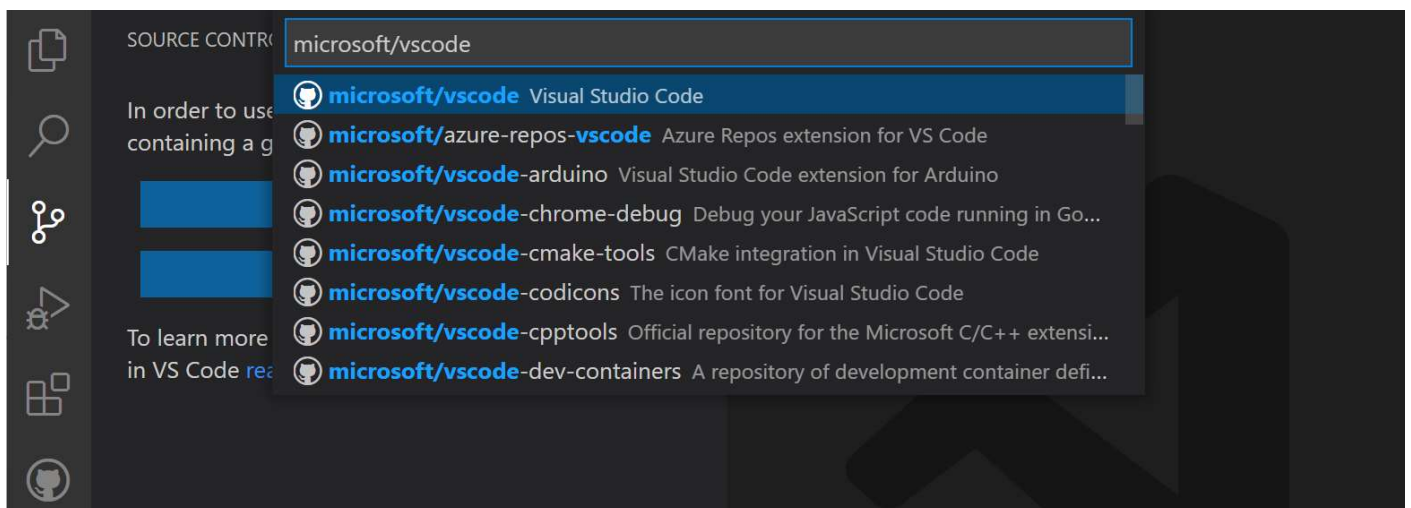 SOURCE CONTRO
microsoft/vscode
microsoft/vscode Visual Studio Code
In order to use
microsoft/azure-repos-vscode Azure Repos extension for VS Code
containing a g
microsoft/vscode-arduino Visual Studio Code extension for Arduino
microsoft/vscode-chrome-debug Debug your JavaScript code running in Go...
microsoft/vscode-cmake-tools CMake integration in Visual Studio Code
microsoft/vscode-codicons The icon font for Visual Studio Code
microsoft/vscode-cpptools Official repository for the Microsoft C/C++ extensi...
To learn more
microsoft/vscode-dev-containers A repository of development container defi...
in VS Code rea